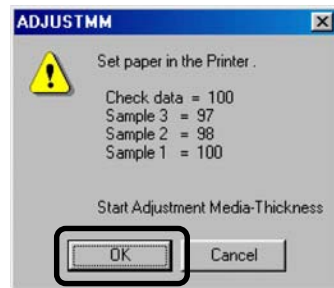 ADJUSTMM
Set paper in the Printer .
Check data = 100
Sample 3 = 97
Sample 2 = 98
Sample 1 = 100
Start Adjustment Media-Thickness
OK Cancel